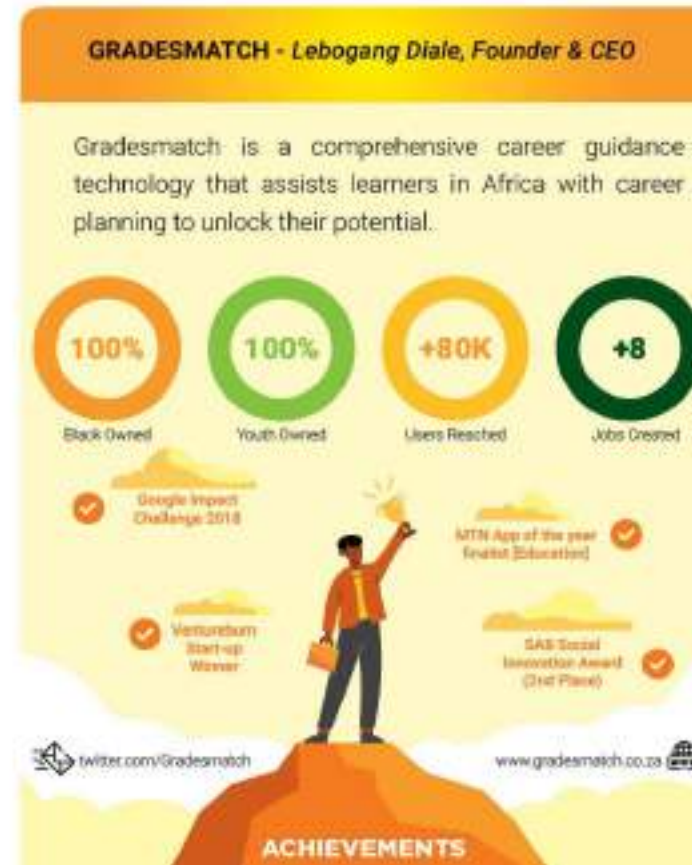 GRADESMATCH - Lebogang Diale, Founder & CEO
Gradesmatch is a comprehensive career guidance
technology that assists learners in Africa with career
planning to unlock their potential.
100%
100%
+80K
+8
Black Owned
Youth Owned
Users Reached
Jobs Created
Google Impact
Challenge 2018
MTN App of the year
finalist [Education]
Ventureburn
Start-up
Winner
SAB Social
Innovation Award
(2nd Place)
twitter.com/Gradesmatch
www.gradesmatch.co.za
ACHIEVEMENTS